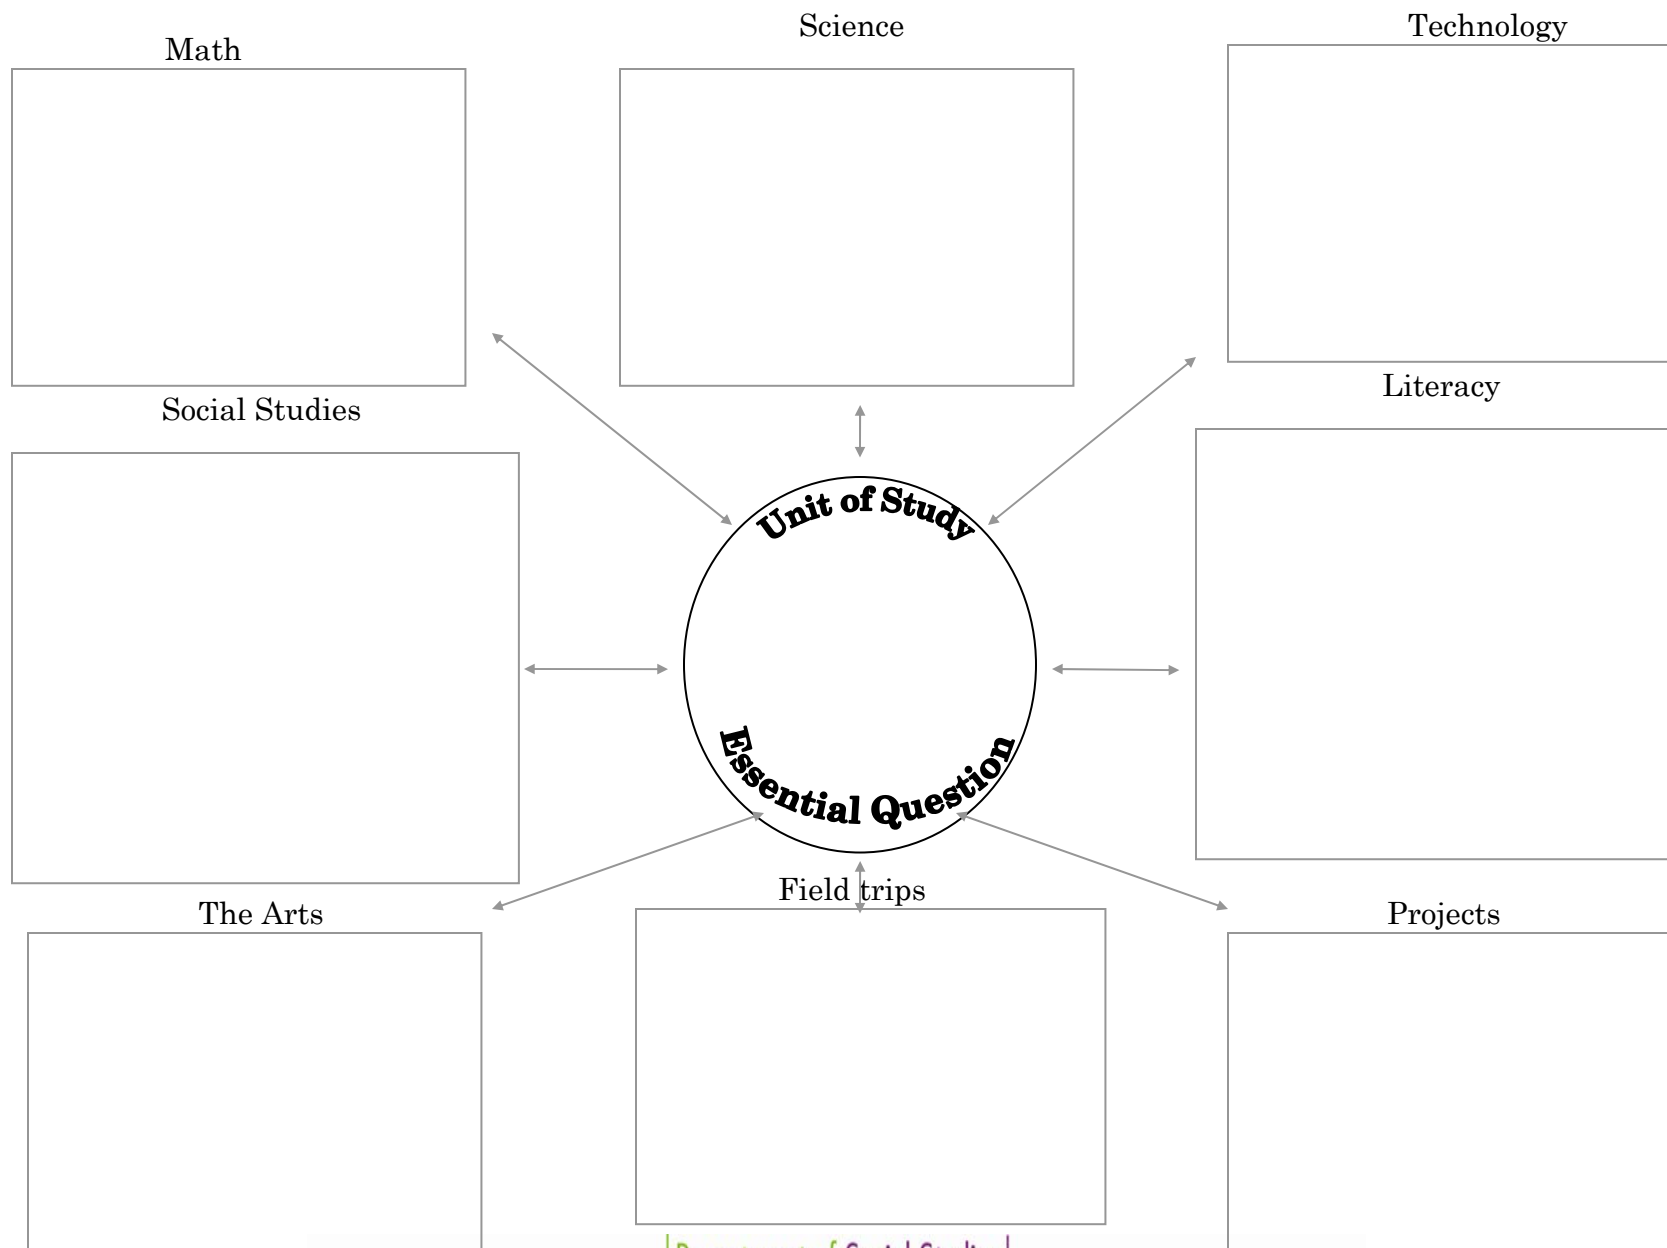 Science
Technology
Math
Literacy
Social Studies
Unit of Study
Essential Question
Field trips
The Arts
Projects